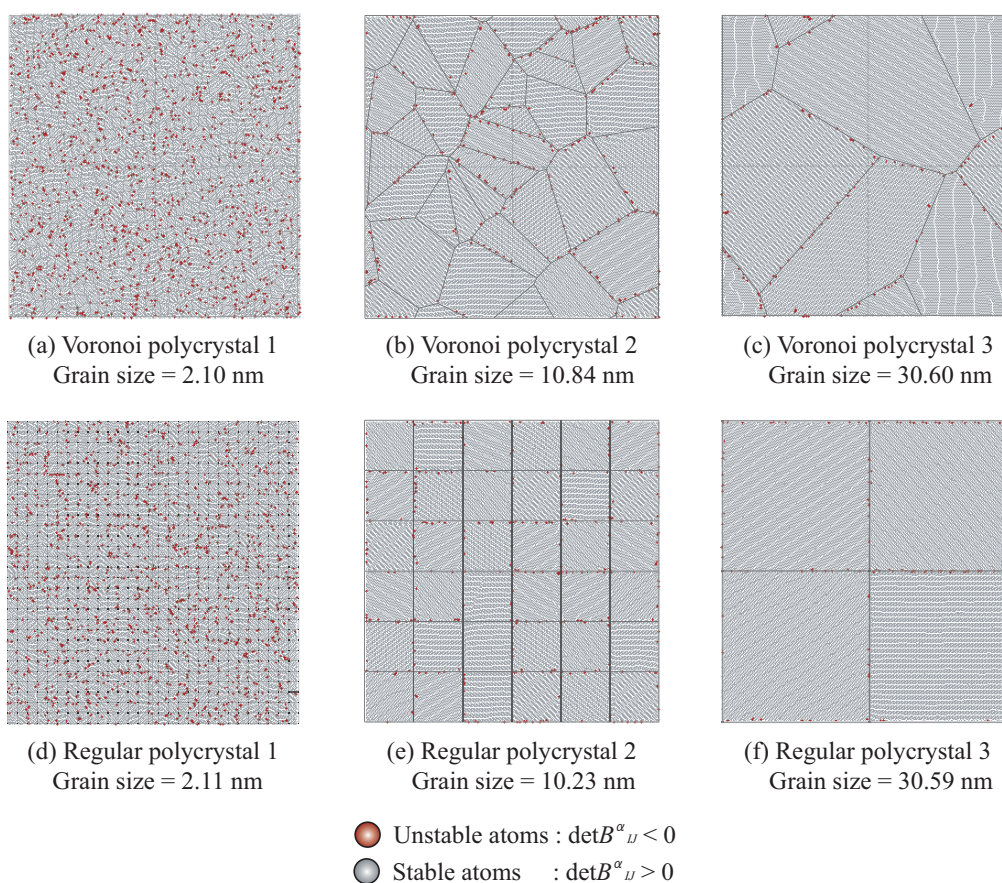 (a) Voronoi polycrystal 1
Grain size = 2.10 nm
(b) Voronoi polycrystal 2
Grain size = 10.84 nm
(c) Voronoi polycrystal 3
Grain size = 30.60 nm
(d) Regular polycrystal 1
Grain size = 2.11 nm
(e) Regular polycrystal 2
Grain size = 10.23 nm
(f) Regular polycrystal 3
Grain size = 30.59 nm
Unstable atoms : detB^α_IJ < 0
Stable atoms : detB^α_IJ > 0